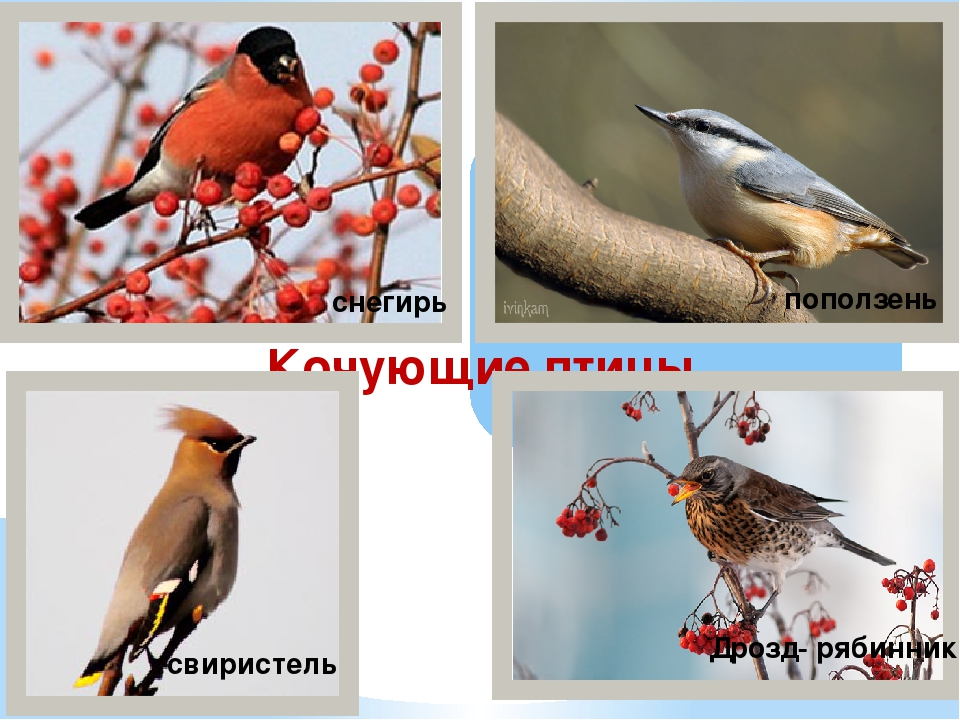 снегирь
поползень
ivinkam
Кочующие птицы
свиристель
Дрозд- рябинник